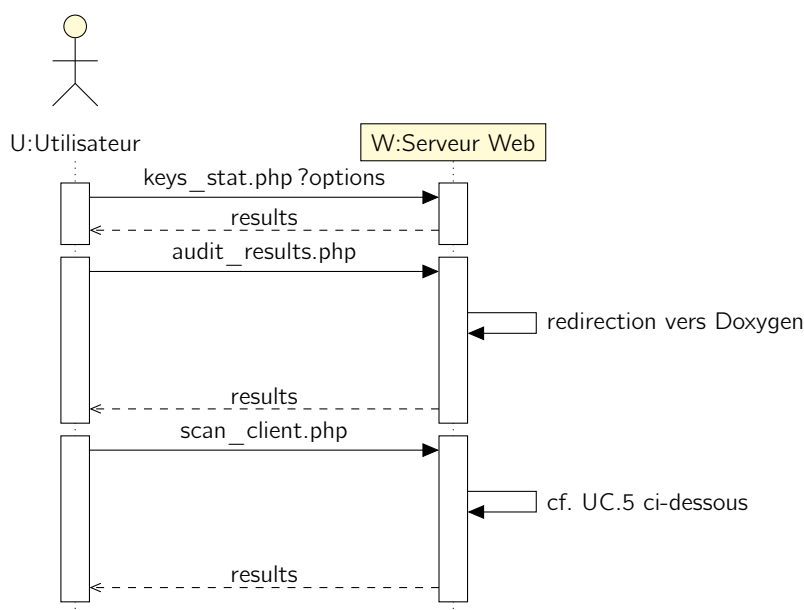 U:Utilisateur
W:Serveur Web
keys_stat.php ?options
results
audit_results.php
redirection vers Doxygen
results
scan_client.php
cf. UC.5 ci-dessous
results